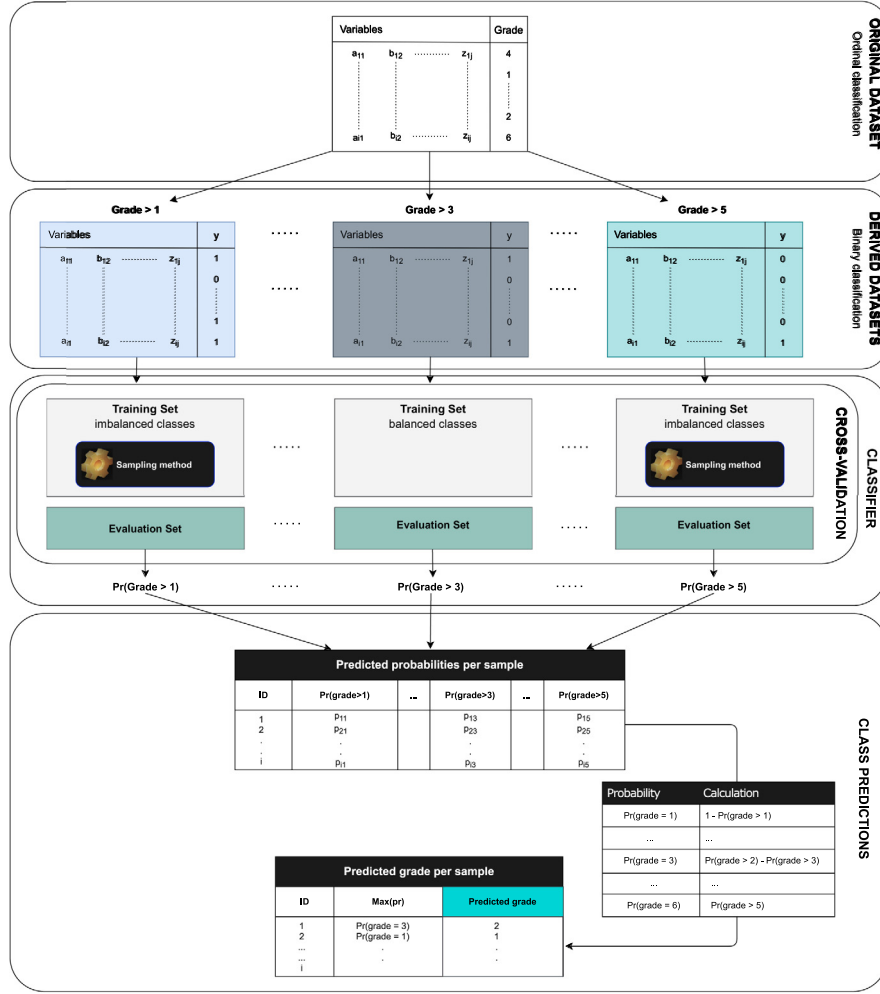 Variables Grade
a11 b12 ........... z1j 4
1
2
ai1 bi2 ........... zij 6
ORIGINAL DATASET
Ordinal classification
Grade > 1 ..... Grade > 3 ..... Grade > 5
Variables y
a11 b12 ........... z1j 1
0
1
ai1 bi2 ........... zij 1
.....
Variables y
a11 b12 ........... z1j 1
0
0
ai1 bi2 ........... zij 1
.....
Variables y
a11 b12 ........... z1j 0
0
0
ai1 bi2 ........... zij 1
DERIVED DATASETS
Binary classification
Training Set
imbalanced classes
Sampling method
.....
Training Set
balanced classes
.....
Training Set
imbalanced classes
Sampling method
Evaluation Set ..... Evaluation Set ..... Evaluation Set
CROSS-VALIDATION
CLASSIFIER
Pr(Grade > 1) ..... Pr(Grade > 3) ..... Pr(Grade > 5)
Predicted probabilities per sample
ID Pr(grade>1) ... Pr(grade>3) ... Pr(grade>5)
1 p11 p13 p15
2 p21 p23 p25
. . . .
. . . .
i pi1 pi3 pi5
CLASS PREDICTIONS
Probability Calculation
Pr(grade = 1) 1 - Pr(grade > 1)
... ...
Pr(grade = 3) Pr(grade > 2) - Pr(grade > 3)
... ...
Pr(grade = 6) Pr(grade > 5)
Predicted grade per sample
ID Max(pr) Predicted grade
1 Pr(grade = 3) 2
2 Pr(grade = 1) 1
... . .
... . .
i